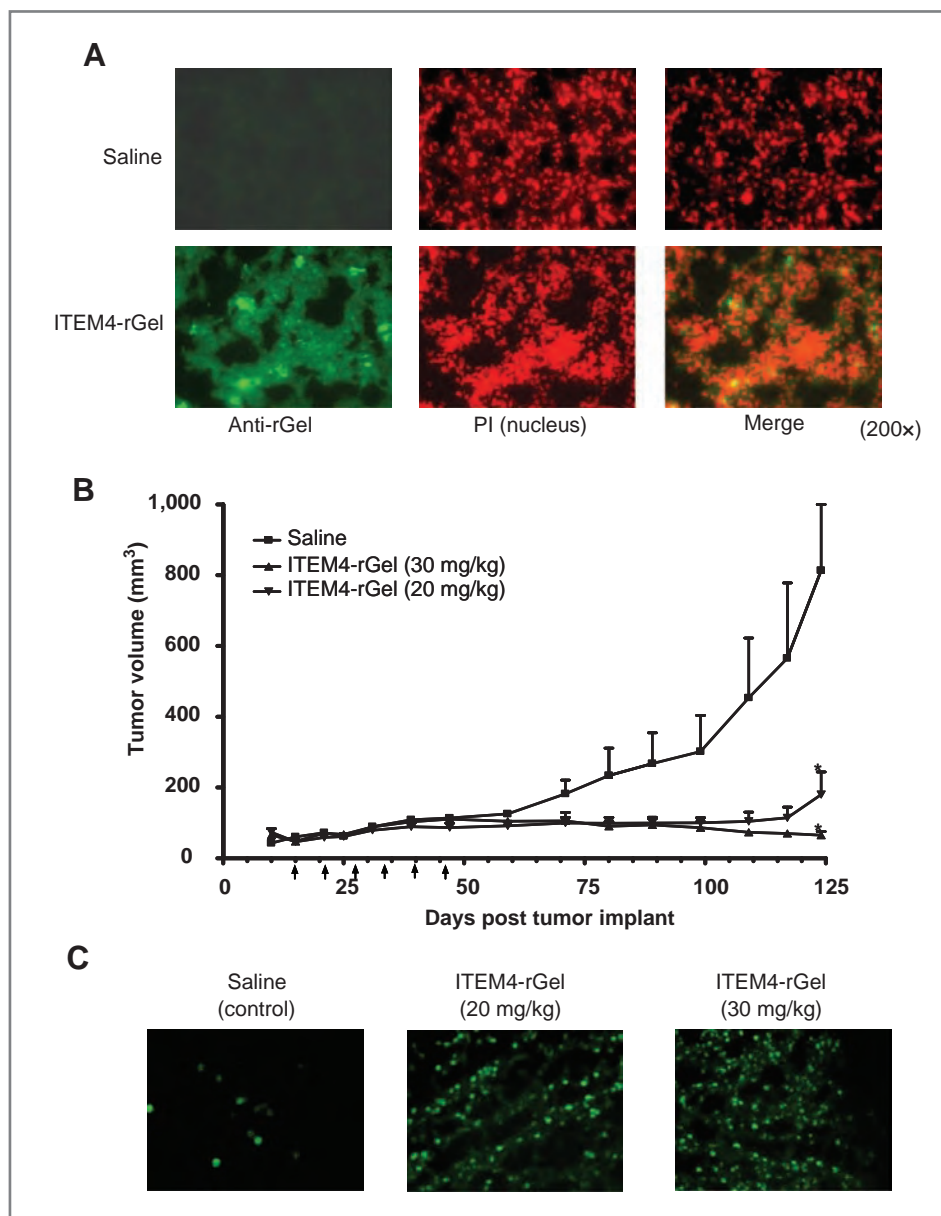 A
Saline
ITEM4-rGel
Anti-rGel
PI (nucleus)
Merge
(200×)
B
1,000
800
600
400
200
0
Tumor volume (mm³)
Saline
ITEM4-rGel (30 mg/kg)
ITEM4-rGel (20 mg/kg)
*
*
0 25 50 75 100 125
Days post tumor implant
C
Saline
(control)
ITEM4-rGel
(20 mg/kg)
ITEM4-rGel
(30 mg/kg)